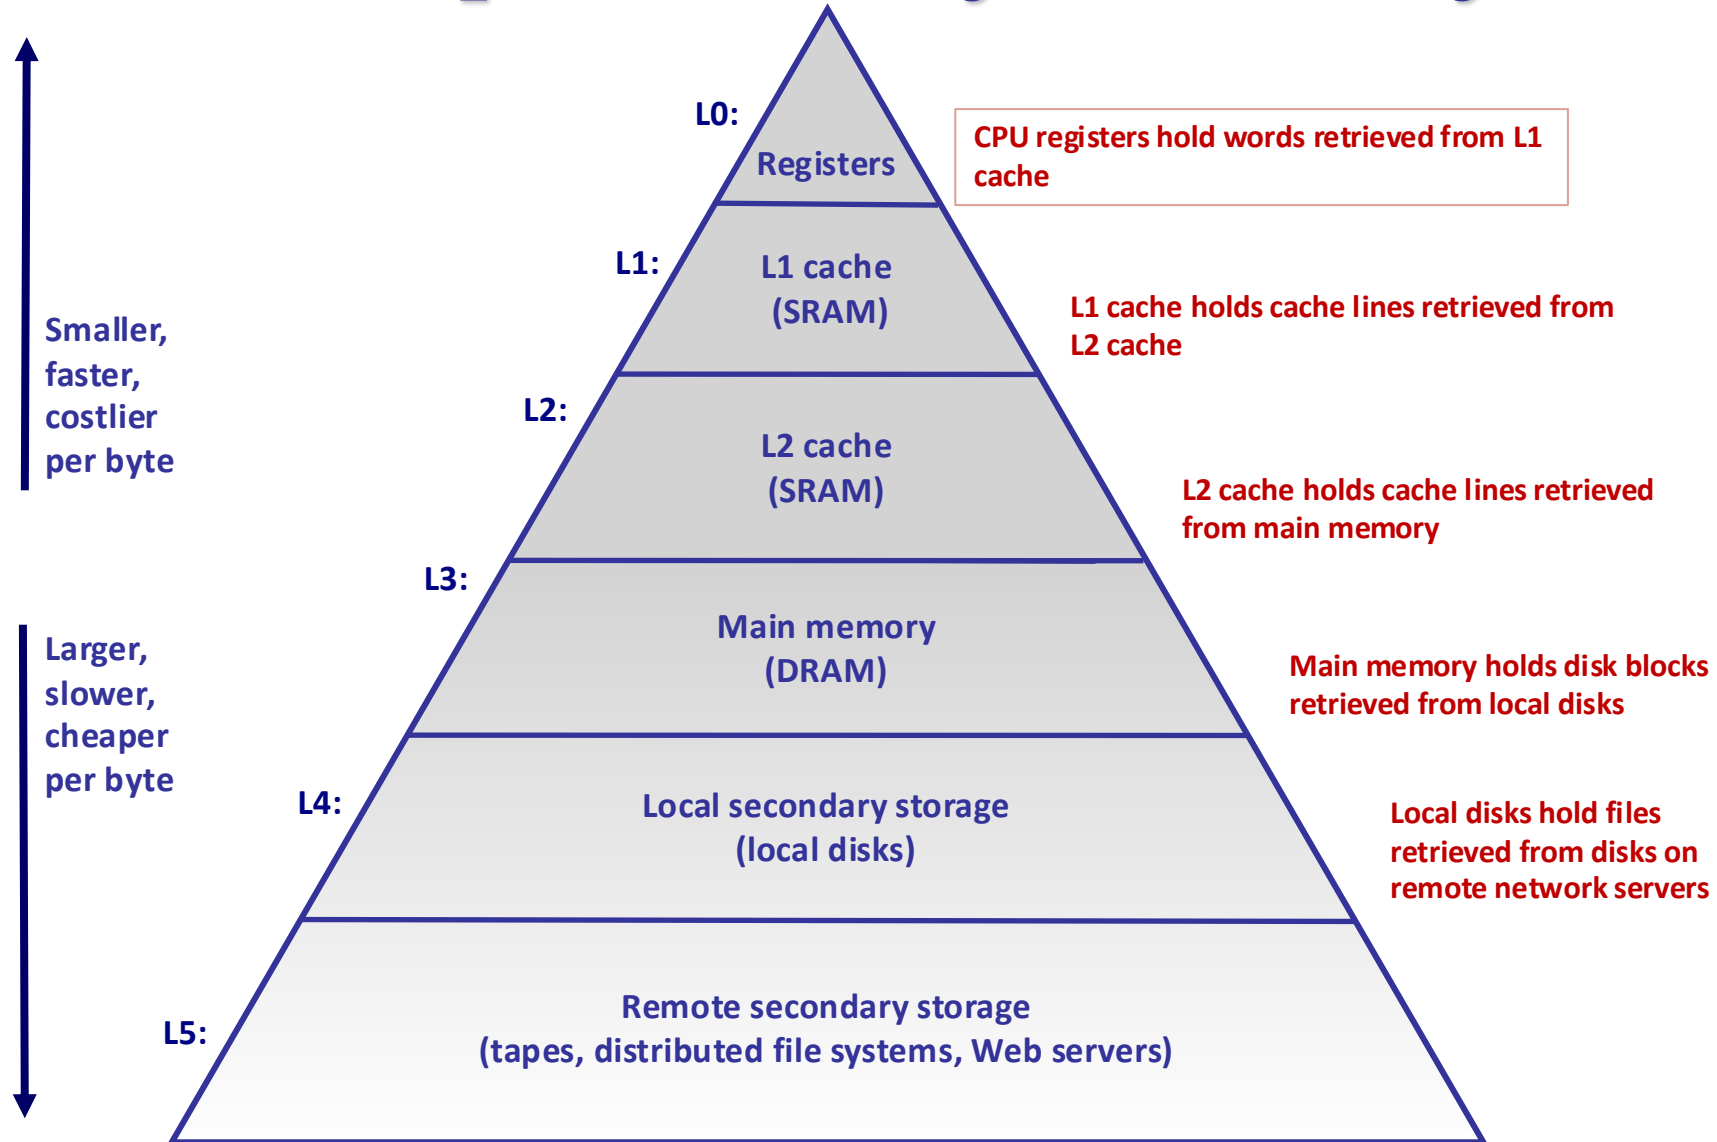 L0:
Registers
CPU registers hold words retrieved from L1
cache
L1:
L1 cache
(SRAM)
L1 cache holds cache lines retrieved from
L2 cache
Smaller,
faster,
costlier
per byte
L2:
L2 cache
(SRAM)
L2 cache holds cache lines retrieved
from main memory
L3:
Main memory
(DRAM)
Main memory holds disk blocks
retrieved from local disks
Larger,
slower,
cheaper
per byte
L4:
Local secondary storage
(local disks)
Local disks hold files
retrieved from disks on
remote network servers
L5:
Remote secondary storage
(tapes, distributed file systems, Web servers)